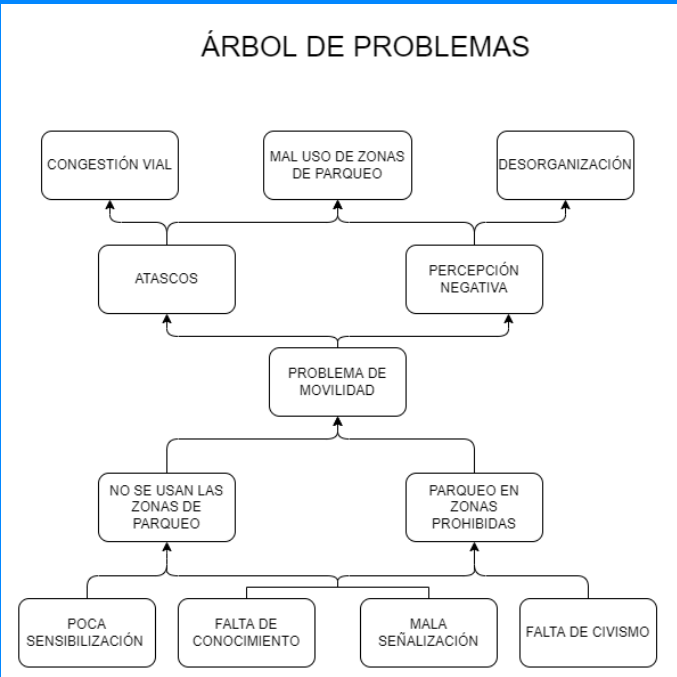 ÁRBOL DE PROBLEMAS
CONGESTIÓN VIAL
MAL USO DE ZONAS
DE PARQUEO
DESORGANIZACIÓN
ATASCOS
PERCEPCIÓN
NEGATIVA
PROBLEMA DE
MOVILIDAD
NO SE USAN LAS
ZONAS DE
PARQUEO
PARQUEO EN
ZONAS
PROHIBIDAS
POCA
SENSIBILIZACIÓN
FALTA DE
CONOCIMIENTO
MALA
SEÑALIZACIÓN
FALTA DE CIVISMO